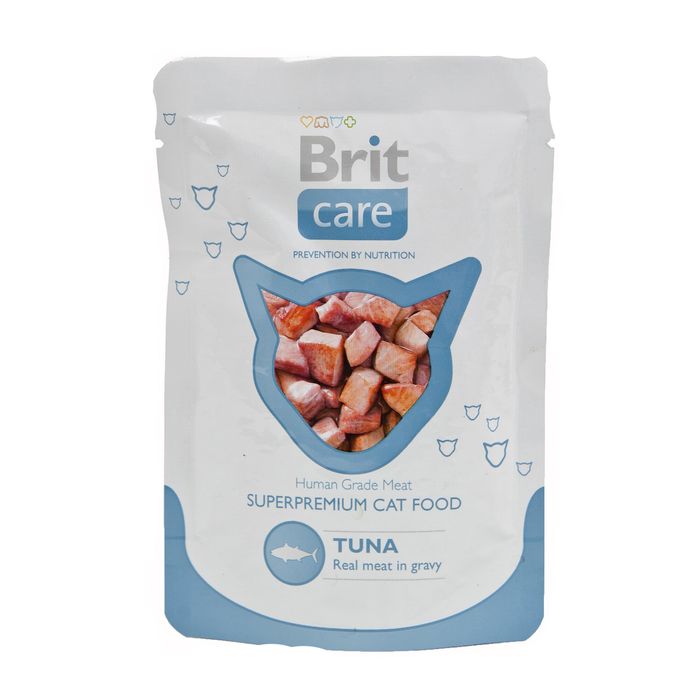 Brit
care
PREVENTION BY NUTRITION
Human Grade Meat
SUPERPREMIUM CAT FOOD
TUNA
Real meat in gravy